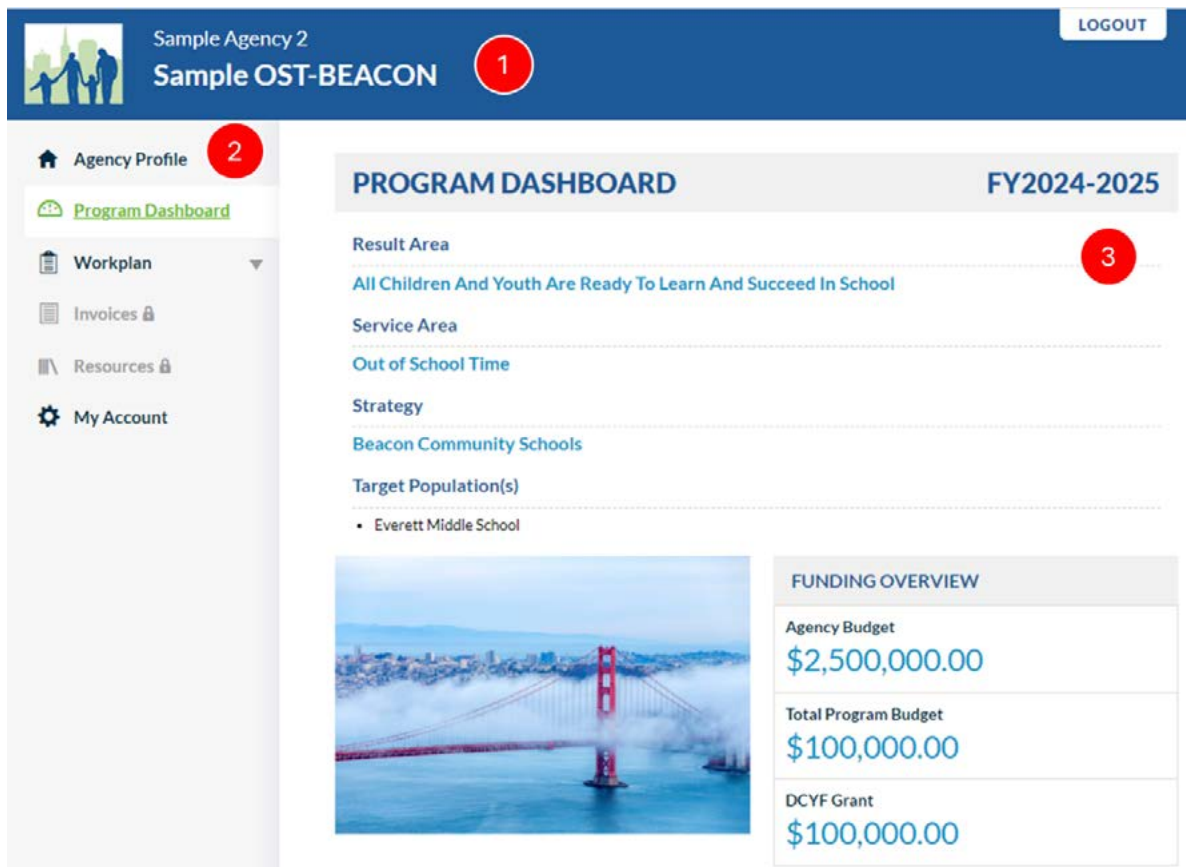 LOGOUT
Sample Agency 2
Sample OST-BEACON
1
Agency Profile
2
Program Dashboard
Workplan
Invoices
Resources
My Account
PROGRAM DASHBOARD FY2024-2025
3
Result Area
All Children And Youth Are Ready To Learn And Succeed In School
Service Area
Out of School Time
Strategy
Beacon Community Schools
Target Population(s)
• Everett Middle School
FUNDING OVERVIEW
Agency Budget
$2,500,000.00
Total Program Budget
$100,000.00
DCYF Grant
$100,000.00